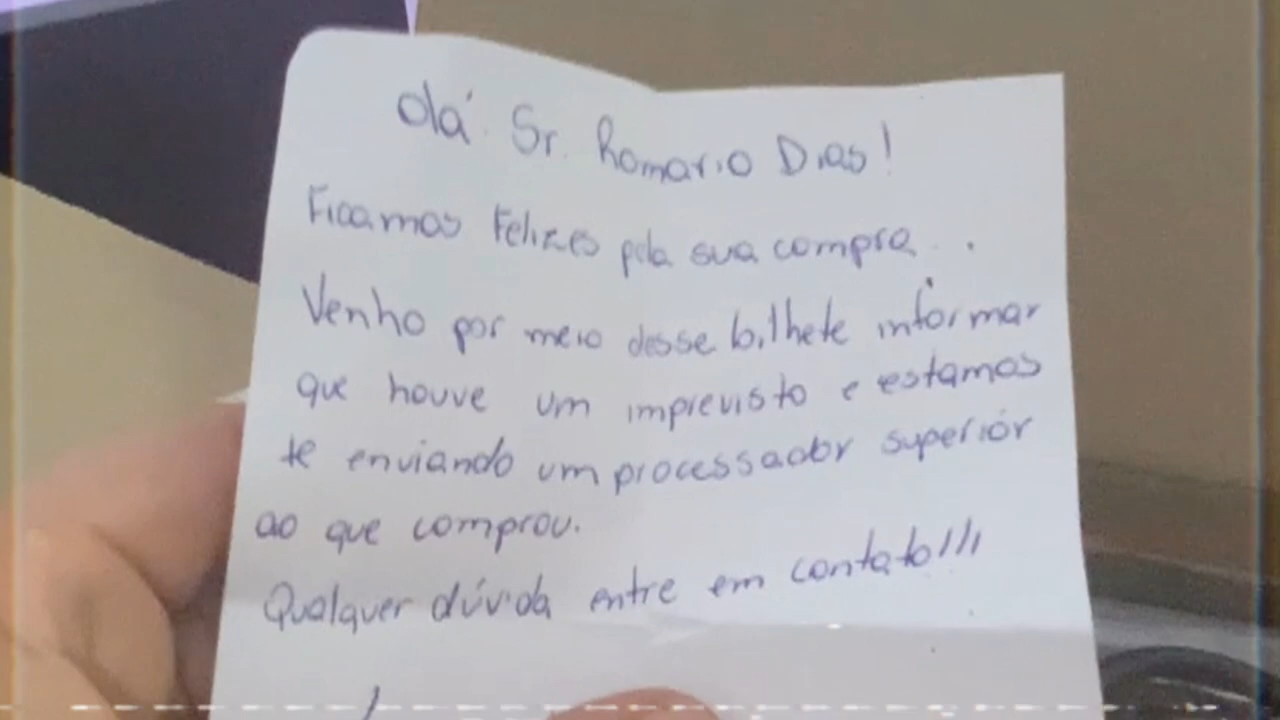 Olá Sr. Romario Dias!
Ficamos Felizes pela sua compra.
Venho por meio desse bilhete informar
que houve um imprevisto e estamos
te enviando um processador superior
ao que comprou.
Qualquer dúvida entre em contato!!!